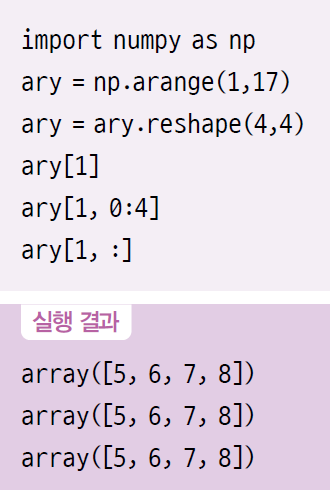 import numpy as np
ary = np.arange(1,17)
ary = ary.reshape(4,4)
ary[1]
ary[1, 0:4]
ary[1, :]
실행 결과
array([5, 6, 7, 8])
array([5, 6, 7, 8])
array([5, 6, 7, 8])